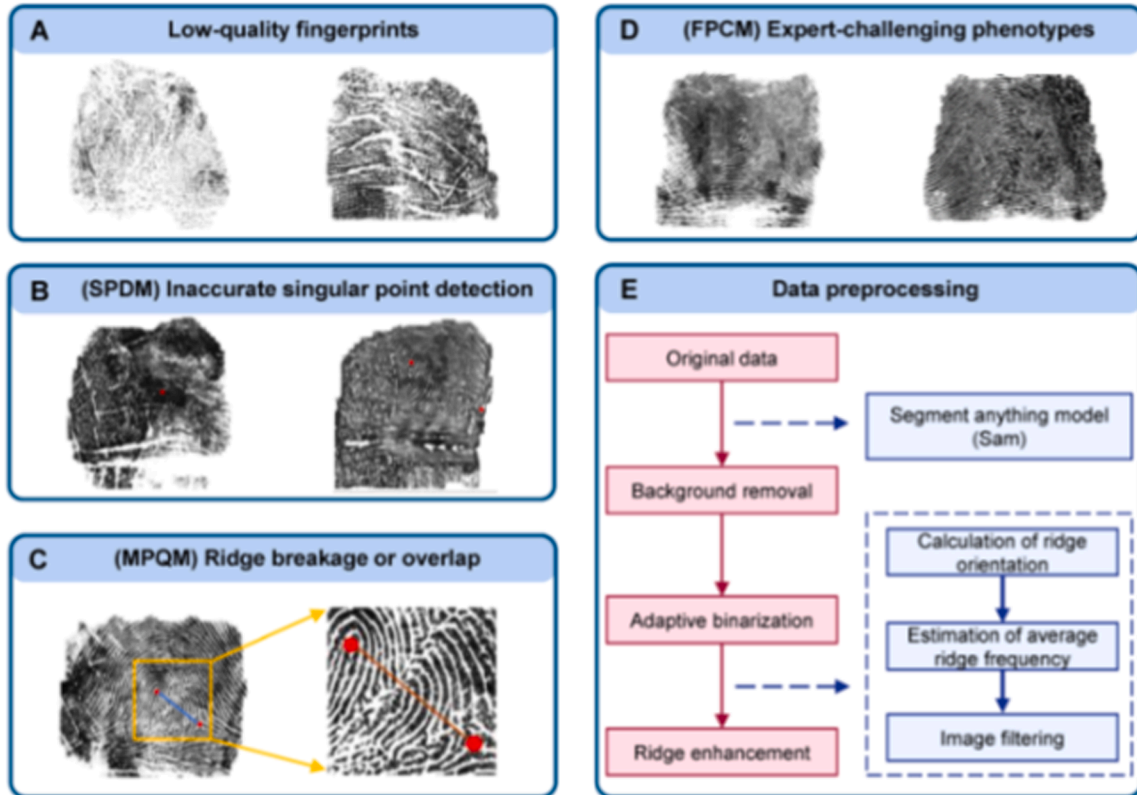 A Low-quality fingerprints
B (SPDM) Inaccurate singular point detection
C (MPQM) Ridge breakage or overlap
D (FPCM) Expert-challenging phenotypes
E Data preprocessing
Original data
Segment anything model
(Sam)
Background removal
Calculation of ridge
orientation
Adaptive binarization
Estimation of average
ridge frequency
Ridge enhancement
Image filtering